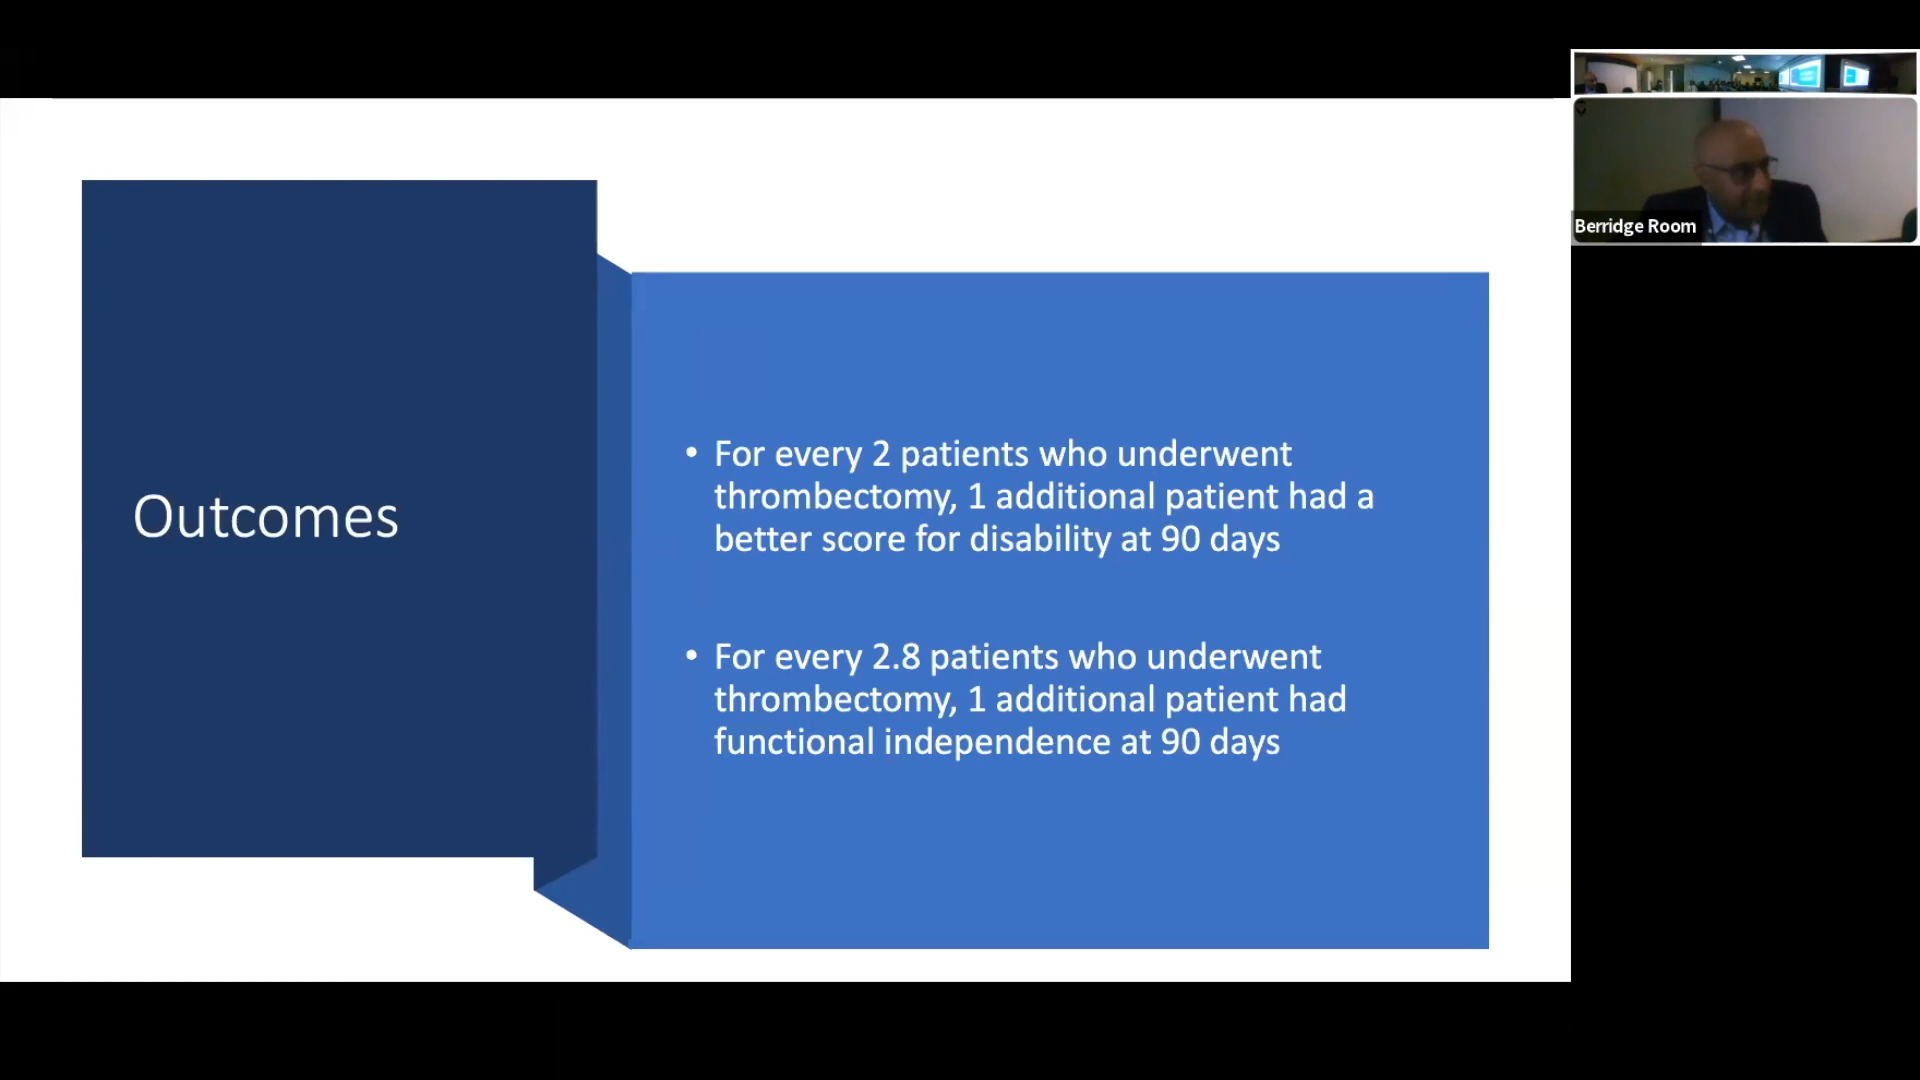 Outcomes
• For every 2 patients who underwent
thrombectomy, 1 additional patient had a
better score for disability at 90 days
• For every 2.8 patients who underwent
thrombectomy, 1 additional patient had
functional independence at 90 days
Berridge Room